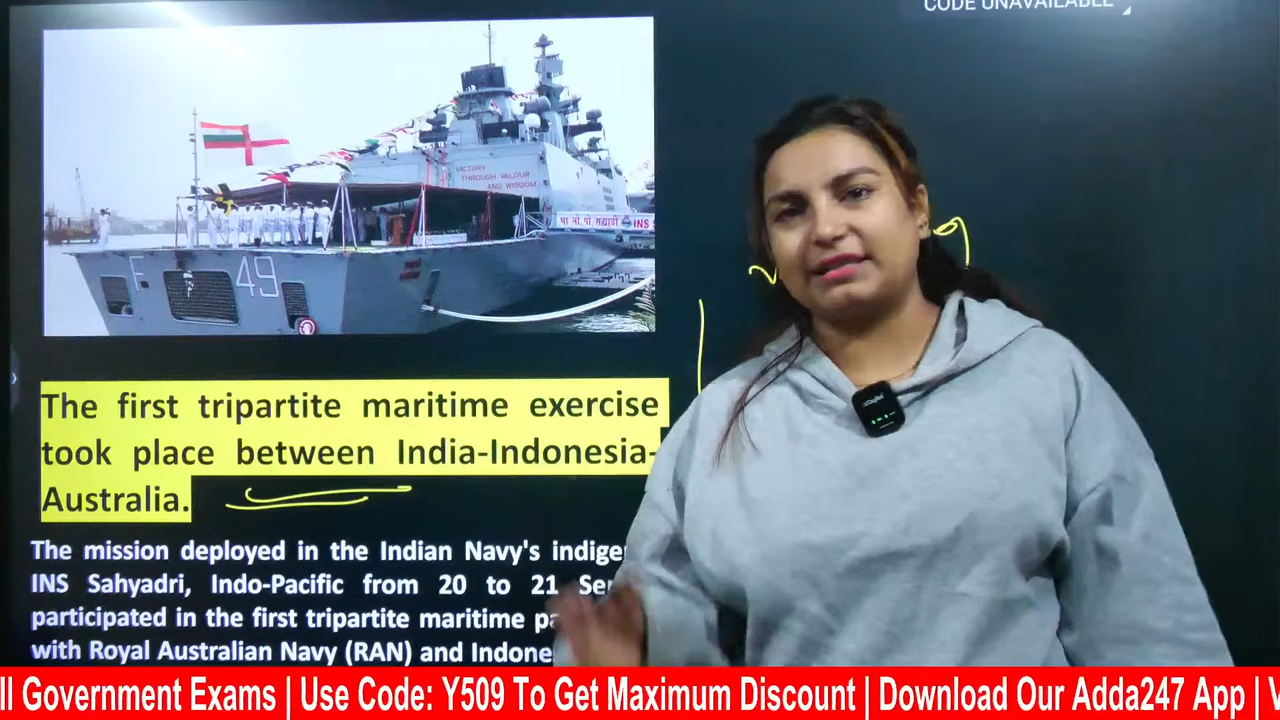 CODE UNAVAILABLE
VICTORY
THROUGH VALOUR
AND WISDOM
भा नौ पो सह्याद्री INS S
F 49
The first tripartite maritime exercise
took place between India-Indonesia-
Australia.
The mission deployed in the Indian Navy's indige
INS Sahyadri, Indo-Pacific from 20 to 21 Se
participated in the first tripartite maritime pa
with Royal Australian Navy (RAN) and Indone
ll Government Exams | Use Code: Y509 To Get Maximum Discount | Download Our Adda247 App | V